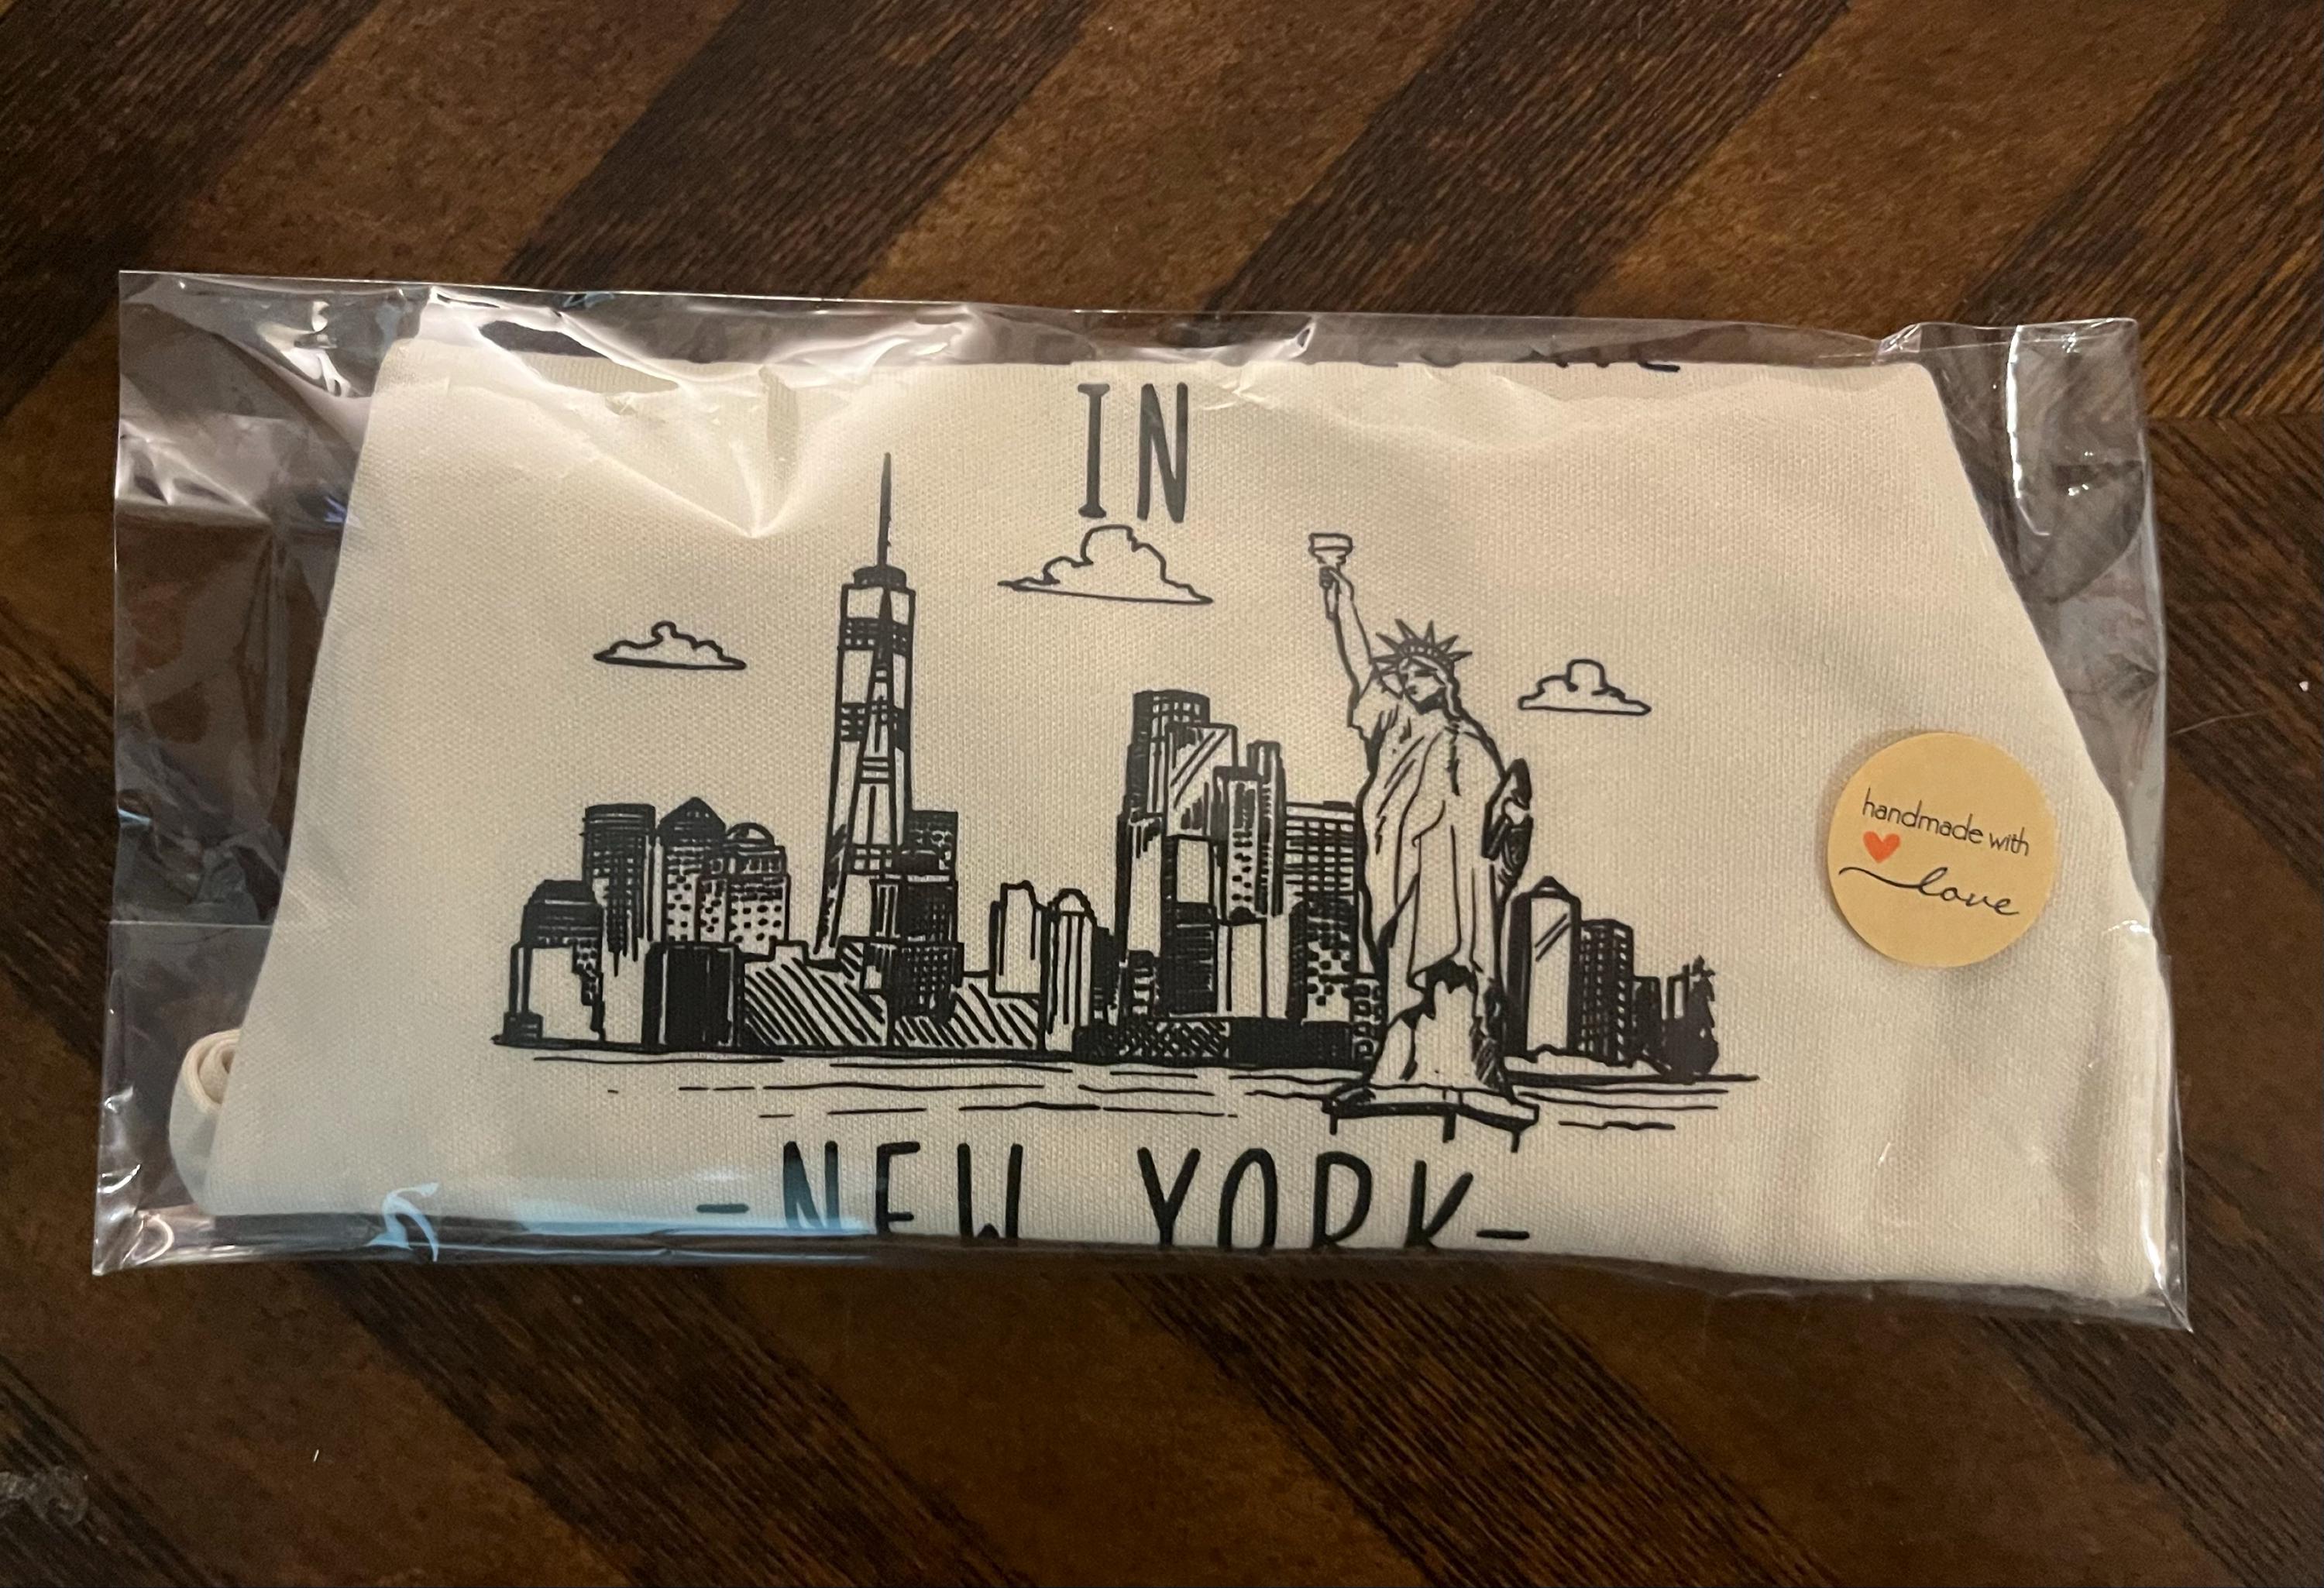 IN
handmade with
love
-NEW YORK-